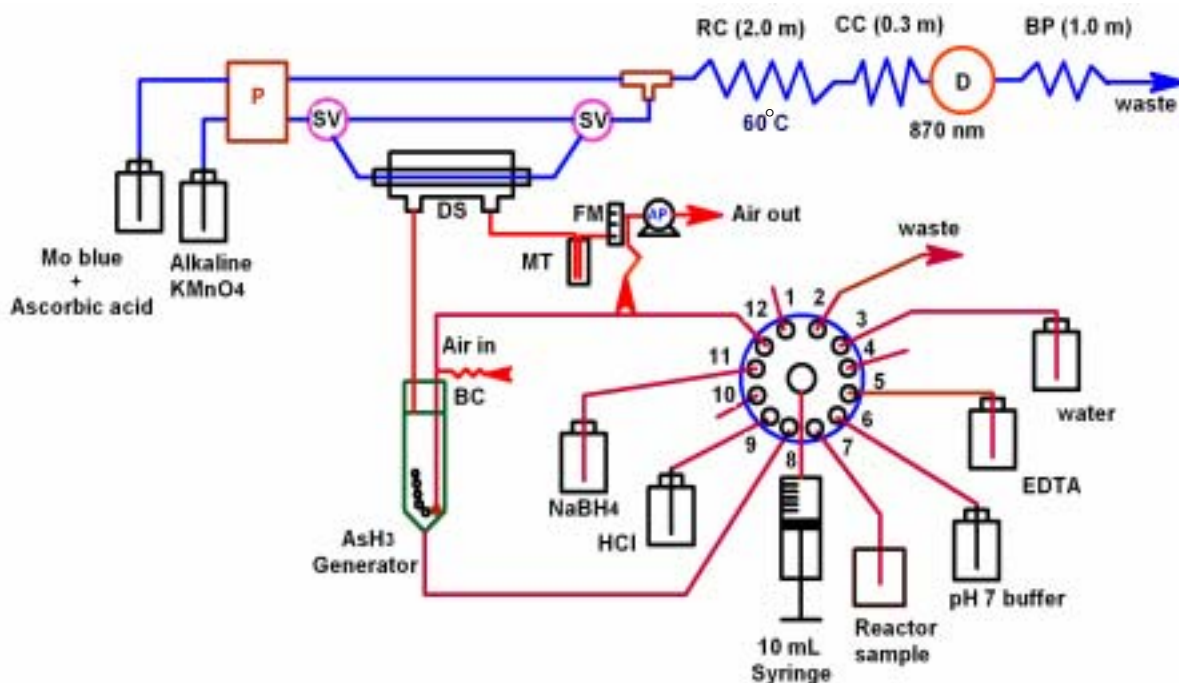 RC (2.0 m)
CC (0.3 m)
BP (1.0 m)
P
SV
SV
D
60°C
870 nm
waste
DS
FM
AP
Air out
MT
Mo blue
+
Ascorbic acid
Alkaline
KMnO4
waste
1
2
3
4
5
6
7
8
9
10
11
12
Air in
BC
water
NaBH4
HCl
EDTA
AsH3
Generator
pH 7 buffer
Reactor
sample
10 mL
Syringe